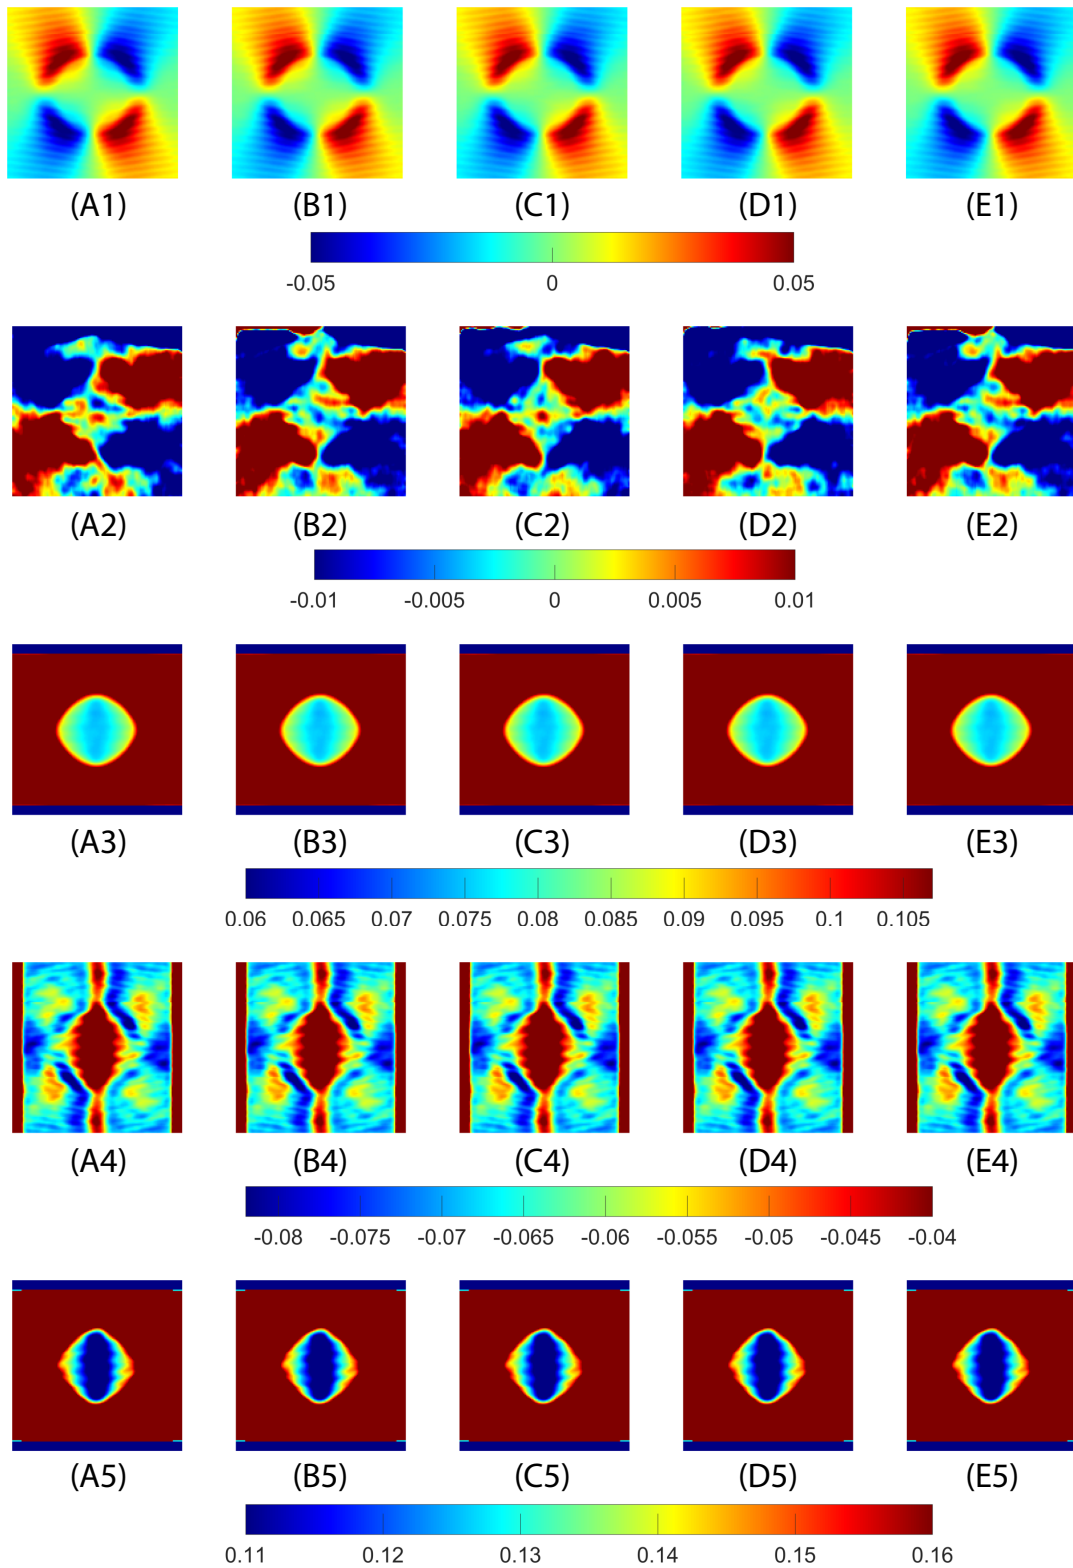 (A1) (B1) (C1) (D1) (E1)
-0.05 0 0.05
(A2) (B2) (C2) (D2) (E2)
-0.01 -0.005 0 0.005 0.01
(A3) (B3) (C3) (D3) (E3)
0.06 0.065 0.07 0.075 0.08 0.085 0.09 0.095 0.1 0.105
(A4) (B4) (C4) (D4) (E4)
-0.08 -0.075 -0.07 -0.065 -0.06 -0.055 -0.05 -0.045 -0.04
(A5) (B5) (C5) (D5) (E5)
0.11 0.12 0.13 0.14 0.15 0.16